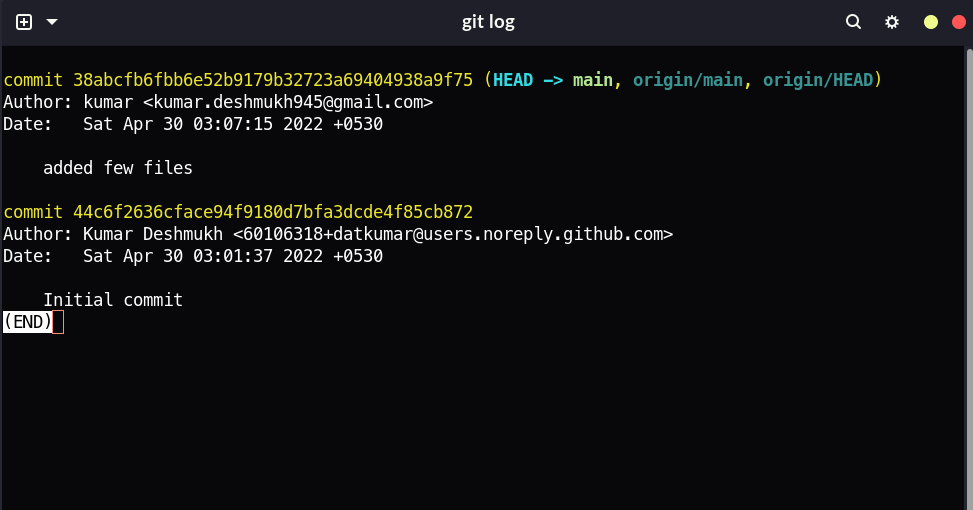 git log
commit 38abcfb6fbb6e52b9179b32723a69404938a9f75 (HEAD -> main, origin/main, origin/HEAD)
Author: kumar <kumar.deshmukh945@gmail.com>
Date:   Sat Apr 30 03:07:15 2022 +0530
added few files
commit 44c6f2636cface94f9180d7bfa3dcde4f85cb872
Author: Kumar Deshmukh <60106318+datkumar@users.noreply.github.com>
Date:   Sat Apr 30 03:01:37 2022 +0530
Initial commit
(END)